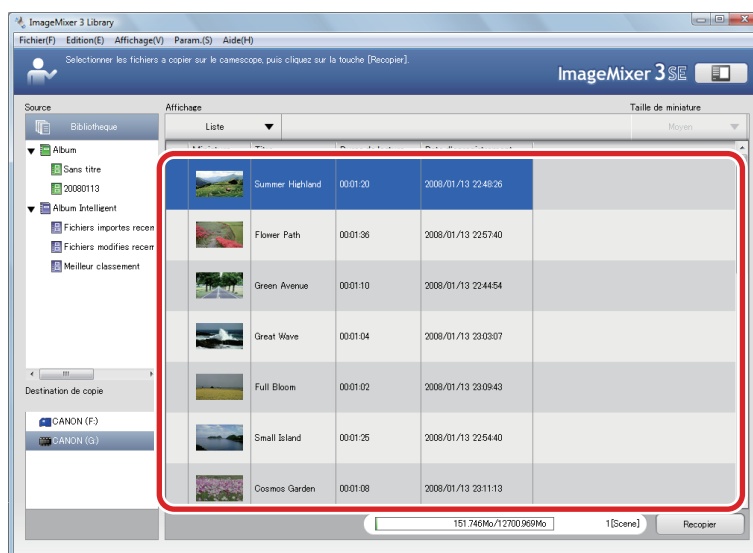 ImageMixer 3 Library
Fichier(F) Edition(E) Affichage(V) Param.(S) Aide(H)
Selectionner les fichiers a copier sur le camescope, puis cliquez sur la touche [Recopier].
ImageMixer 3 SE
Source
Affichage
Taille de miniature
Bibliotheque
Liste
Moyen
Album
Sans titre
20080113
Album Intelligent
Fichiers importes recen
Fichiers modifies recen
Meilleur classement
Summer Highland 00:01:20 2008/01/13 22:48:26
Flower Path 00:01:36 2008/01/13 22:57:40
Green Avenue 00:01:10 2008/01/13 22:44:54
Great Wave 00:01:04 2008/01/13 23:03:07
Full Bloom 00:01:02 2008/01/13 23:09:43
Small Island 00:01:25 2008/01/13 22:54:40
Cosmos Garden 00:01:08 2008/01/13 23:11:13
Destination de copie
CANON (F:)
CANON (G:)
151.746Mo/12700.969Mo
1[Scene]
Recopier